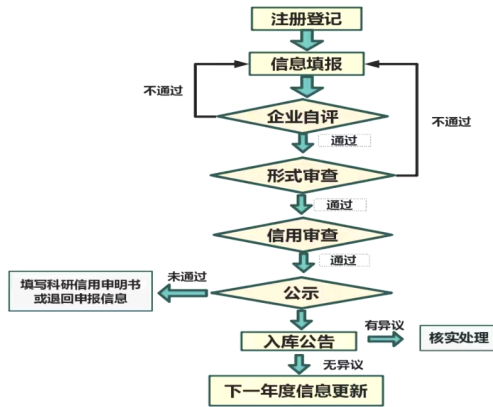 注册登记
信息填报
不通过
企业自评
不通过
通过
形式审查
通过
信用审查
通过
未通过
填写科研信用申明书
或退回申报信息
公示
有异议
入库公告
核实处理
无异议
下一年度信息更新